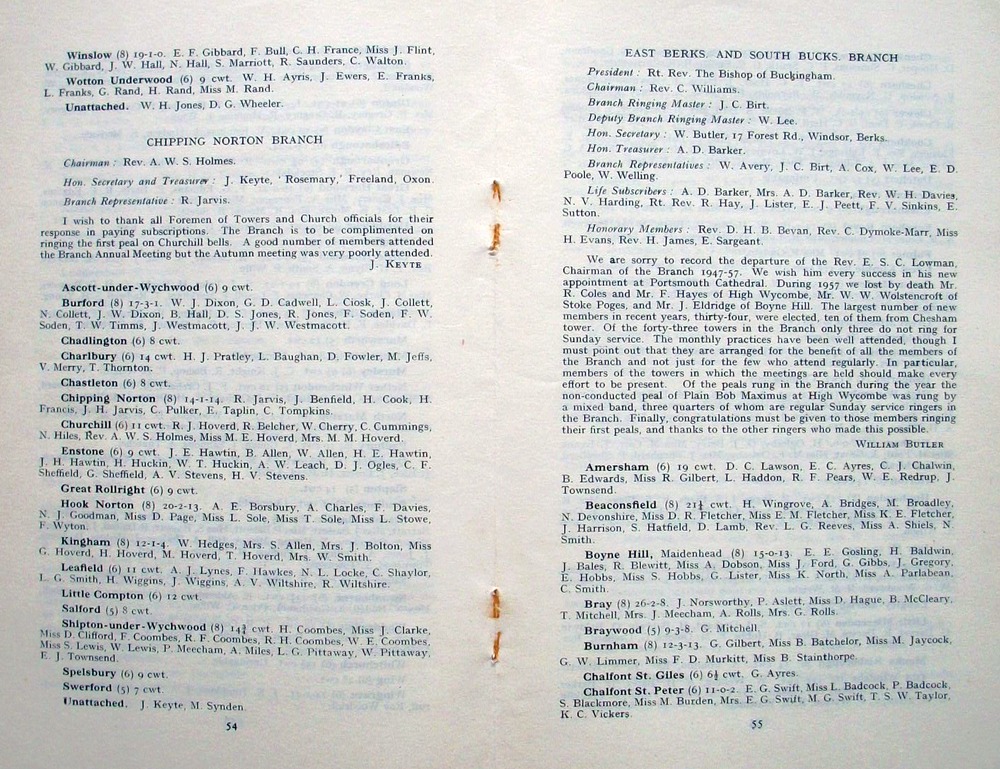 Winslow (8) 19-1-0. E. F. Gibbard, F. Bull, C. H. France, Miss J. Flint,
W. Gibbard, J. W. Hall, N. Hall, S. Marriott, R. Saunders, C. Walton.
Wotton Underwood (6) 9 cwt. W. H. Ayris, J. Ewers, E. Franks,
L. Franks, G. Rand, H. Rand, Miss M. Rand.
Unattached. W. H. Jones, D. G. Wheeler.
CHIPPING NORTON BRANCH
Chairman : Rev. A. W. S. Holmes.
Hon. Secretary and Treasurer : J. Keyte, ‘ Rosemary,’ Freeland, Oxon.
Branch Representative : R. Jarvis.
I wish to thank all Foremen of Towers and Church officials for their
response in paying subscriptions. The Branch is to be complimented on
ringing the first peal on Churchill bells. A good number of members attended
the Branch Annual Meeting but the Autumn meeting was very poorly attended.
J. KEYTE
Ascott-under-Wychwood (6) 9 cwt.
Burford (8) 17-3-1. W. J. Dixon, G. D. Cadwell, L. Ciosk, J. Collett,
N. Collett, J. W. Dixon, B. Hall, D. S. Jones, R. Jones, F. Soden, F. W.
Soden, T. W. Timms, J. Westmacott, J. J. W. Westmacott.
Chadlington (6) 8 cwt.
Charlbury (6) 14 cwt. H. J. Pratley, L. Baughan, D. Fowler, M. Jeffs,
V. Merry, T. Thornton.
Chastleton (6) 8 cwt.
Chipping Norton (8) 14-1-14. R. Jarvis, J. Benfield, H. Cook, H.
Francis, J. H. Jarvis, C. Pulker, E. Taplin, C. Tompkins.
Churchill (6) 11 cwt. R. J. Hoverd, R. Belcher, W. Cherry, C. Cummings,
N. Hiles, Rev. A. W. S. Holmes, Miss M. E. Hoverd, Mrs. M. M. Hoverd.
Enstone (6) 9 cwt. J. E. Hawtin, B. Allen, W. Allen, H. E. Hawtin,
J. H. Hawtin, H. Huckin, W. T. Huckin, A. W. Leach, D. J. Ogles, C. F.
Sheffield, G. Sheffield, A. V. Stevens, H. V. Stevens.
Great Rollright (6) 9 cwt.
Hook Norton (8) 20-2-13. A. E. Borsbury, A. Charles, F. Davies,
N. J. Goodman, Miss D. Page, Miss L. Sole, Miss T. Sole, Miss L. Stowe,
F. Wyton.
Kingham (8) 12-1-4. W. Hedges, Mrs. S. Allen, Mrs. J. Bolton, Miss
G. Hoverd, H. Hoverd, M. Hoverd, T. Hoverd, Mrs. W. Smith.
Leafield (6) 11 cwt. A. J. Lynes, F. Hawkes, N. L. Locke, C. Shaylor,
L. G. Smith, H. Wiggins, J. Wiggins, A. V. Wiltshire, R. Wiltshire.
Little Compton (6) 12 cwt.
Salford (5) 8 cwt.
Shipton-under-Wychwood (8) 14¾ cwt. H. Coombes, Miss J. Clarke,
Miss D. Clifford, F. Coombes, R. F. Coombes, R. H. Coombes, W. E. Coombes,
Miss S. Lewis, W. Lewis, P. Meecham, A. Miles, L. G. Pittaway, W. Pittaway,
E. J. Townsend.
Spelsbury (6) 9 cwt.
Swerford (5) 7 cwt.
Unattached. J. Keyte, M. Synden.
54
EAST BERKS. AND SOUTH BUCKS. BRANCH
President : Rt. Rev. The Bishop of Buckingham.
Chairman : Rev. C. Williams.
Branch Ringing Master : J. C. Birt.
Deputy Branch Ringing Master : W. Lee.
Hon. Secretary : W. Butler, 17 Forest Rd., Windsor, Berks.
Hon. Treasurer : A. D. Barker.
Branch Representatives : W. Avery, J. C. Birt, A. Cox, W. Lee, E. D.
Poole, W. Welling.
Life Subscribers : A. D. Barker, Mrs. A. D. Barker, Rev. W. H. Davies,
N. V. Harding, Rt. Rev. R. Hay, J. Lister, E. J. Peett, F. V. Sinkins, E.
Sutton.
Honorary Members : Rev. D. H. B. Bevan, Rev. C. Dymoke-Marr, Miss
H. Evans, Rev. H. James, E. Sargeant.
We are sorry to record the departure of the Rev. E. S. C. Lowman,
Chairman of the Branch 1947-57. We wish him every success in his new
appointment at Portsmouth Cathedral. During 1957 we lost by death Mr.
R. Coles and Mr. F. Hayes of High Wycombe, Mr. W. W. Wolstencroft of
Stoke Poges, and Mr. J. Eldridge of Boyne Hill. The largest number of new
members in recent years, thirty-four, were elected, ten of them from Chesham
tower. Of the forty-three towers in the Branch only three do not ring for
Sunday service. The monthly practices have been well attended, though I
must point out that they are arranged for the benefit of all the members of
the Branch and not just for the few who attend regularly. In particular,
members of the towers in which the meetings are held should make every
effort to be present. Of the peals rung in the Branch during the year the
non-conducted peal of Plain Bob Maximus at High Wycombe was rung by
a mixed band, three quarters of whom are regular Sunday service ringers in
the Branch. Finally, congratulations must be given to those members ringing
their first peals, and thanks to the other ringers who made this possible.
WILLIAM BUTLER
Amersham (6) 19 cwt. D. C. Lawson, E. C. Ayres, C. J. Chalwin,
B. Edwards, Miss R. Gilbert, L. Haddon, R. F. Pears, W. E. Redrup, J.
Townsend.
Beaconsfield (8) 21¼ cwt. H. Wingrove, A. Bridges, M. Broadley,
N. Devonshire, Miss D. R. Fletcher, Miss E. M. Fletcher, Miss K. E. Fletcher,
J. Harrison, S. Hatfield, D. Lamb, Rev. L. G. Reeves, Miss A. Shiels, N.
Smith.
Boyne Hill, Maidenhead (8) 15-0-13. E. E. Gosling, H. Baldwin,
J. Bales, R. Blewitt, Miss A. Dobson, Miss J. Ford, G. Gibbs, J. Gregory,
E. Hobbs, Miss S. Hobbs, G. Lister, Miss K. North, Miss A. Parlabean,
C. Smith.
Bray (8) 26-2-8. J. Norsworthy, P. Aslett, Miss D. Hague, B. McCleary,
T. Mitchell, Mrs. J. Meecham, A. Rolls, Mrs. G. Rolls.
Braywood (5) 9-3-8. G. Mitchell.
Burnham (8) 12-3-13. G. Gilbert, Miss B. Batchelor, Miss M. Jaycock,
G. W. Limmer, Miss F. D. Murkitt, Miss B. Stainthorpe.
Chalfont St. Giles (6) 6½ cwt. G. Ayres.
Chalfont St. Peter (6) 11-0-2. E. G. Swift, Miss L. Badcock, P. Badcock,
S. Blackmore, Miss M. Burden, Mrs. E. G. Swift, M. G. Swift, T. S. W. Taylor,
K. C. Vickers.
55